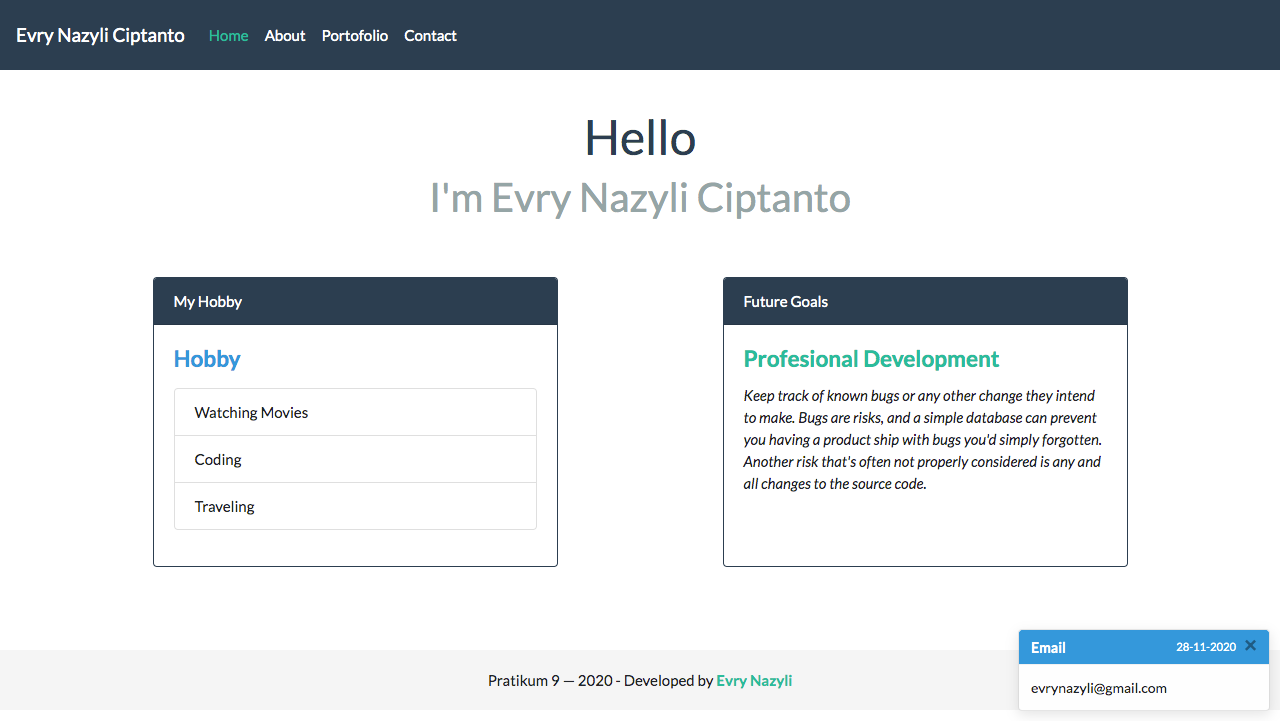 Evry Nazyli Ciptanto Home About Portofolio Contact
Hello
I'm Evry Nazyli Ciptanto
My Hobby
Hobby
Watching Movies
Coding
Traveling
Future Goals
Profesional Development
Keep track of known bugs or any other change they intend
to make. Bugs are risks, and a simple database can prevent
you having a product ship with bugs you'd simply forgotten.
Another risk that's often not properly considered is any and
all changes to the source code.
Pratikum 9 — 2020 - Developed by Evry Nazyli
Email 28-11-2020 ×
evrynazyli@gmail.com